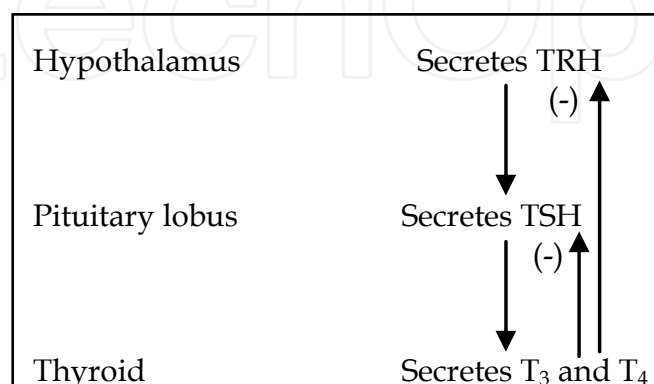 Hypothalamus Secretes TRH
(-)
Pituitary lobus Secretes TSH
(-)
Thyroid Secretes T₃ and T₄